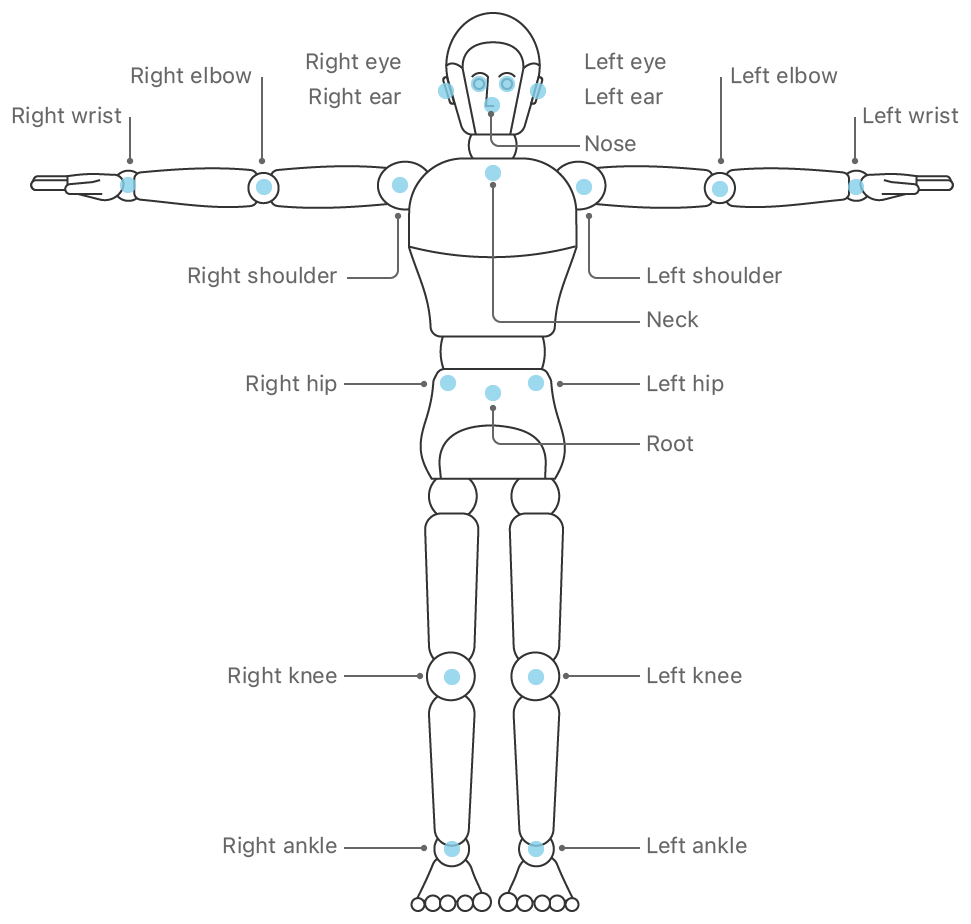 Right eye
Left eye
Right elbow
Left elbow
Right ear
Left ear
Right wrist
Left wrist
Nose
Right shoulder
Left shoulder
Neck
Right hip
Left hip
Root
Right knee
Left knee
Right ankle
Left ankle